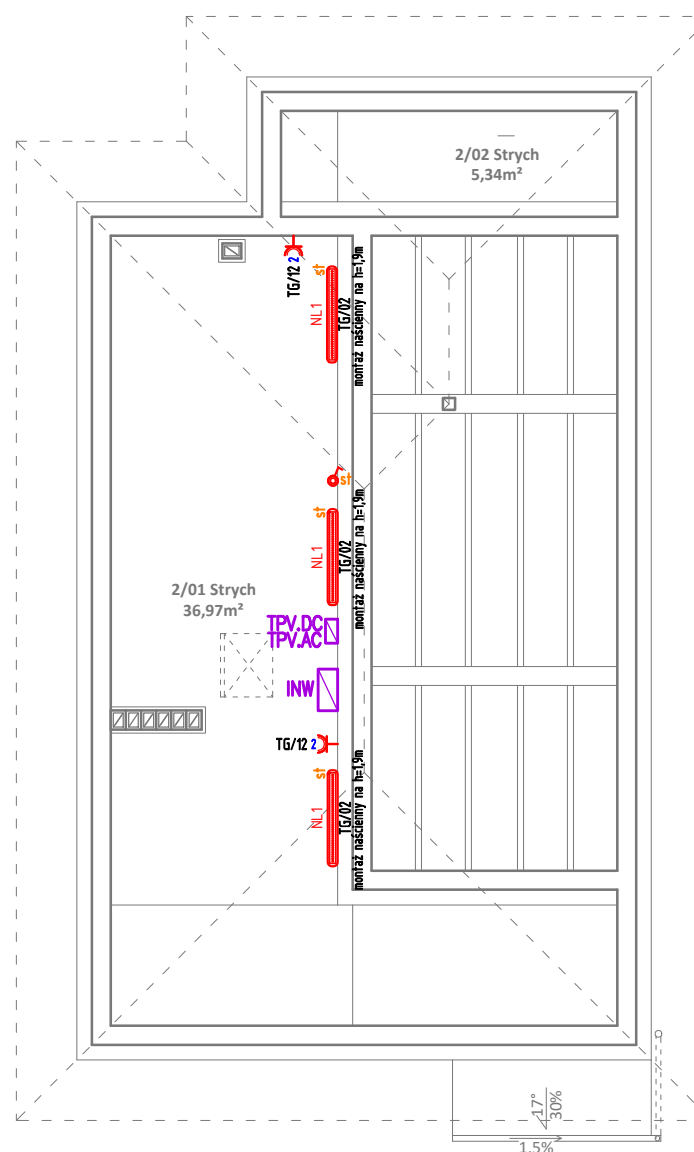 2/02 Strych
5,34m²
TG/12 2
st
NL1
TG/02
montaż naścienny na h=1,9m
st
st
NL1
TG/02
montaż naścienny na h=1,9m
2/01 Strych
36,97m²
TPV.DC
TPV.AC
INW
TG/12 2
st
NL1
TG/02
montaż naścienny na h=1,9m
17°
30%
1.5%